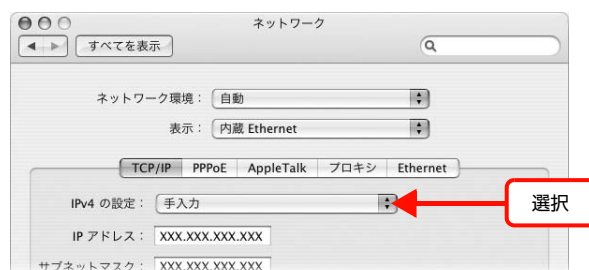 ネットワーク
すべてを表示
ネットワーク環境： 自動
表示： 内蔵 Ethernet
TCP/IP PPPoE AppleTalk プロキシ Ethernet
IPv4 の設定： 手入力
選択
IP アドレス： XXX.XXX.XXX.XXX
サブネットマスク： XXX.XXX.XXX.XXX